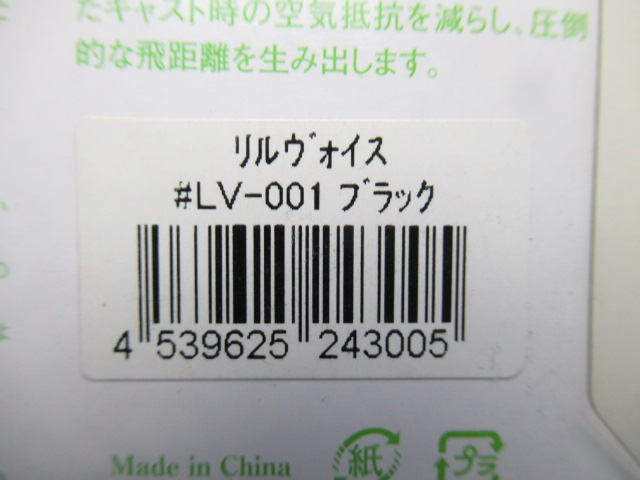 たキャスト時の空気抵抗を減らし、圧倒
的な飛距離を生み出します。
リルヴォイス
#LV-001 ブラック
4 539625 243005
Made in China
紙
プラ